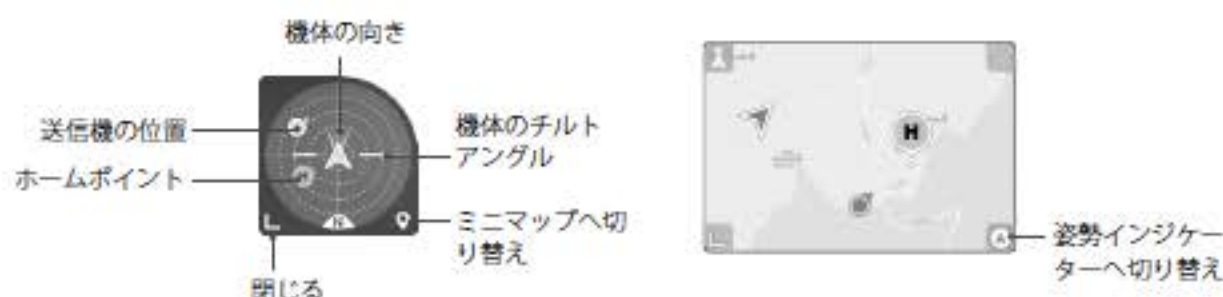 機体の向き
送信機の位置
ホームポイント
機体のチルト
アングル
ミニマップへ切
り替え
閉じる
N
H
A
姿勢インジケー
ターへ切り替え